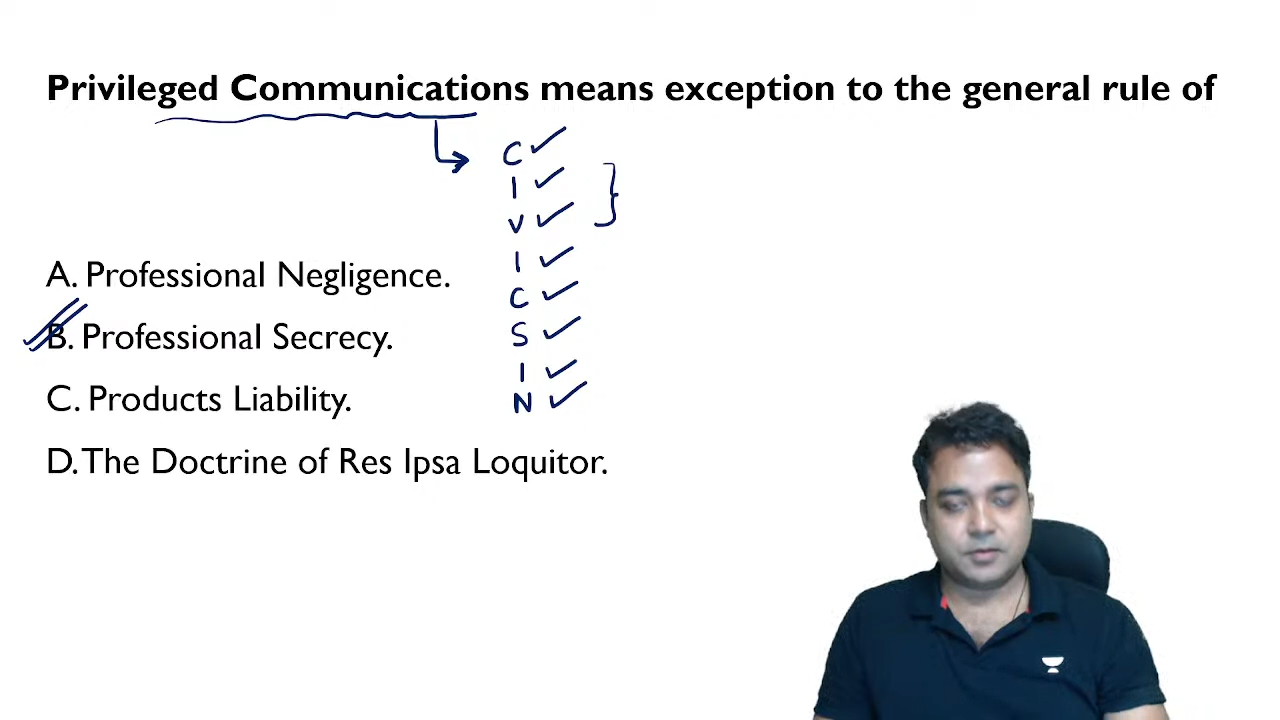 Privileged Communications means exception to the general rule of
C
I
V
I
C
S
I
N
A. Professional Negligence.
B. Professional Secrecy.
C. Products Liability.
D. The Doctrine of Res Ipsa Loquitor.